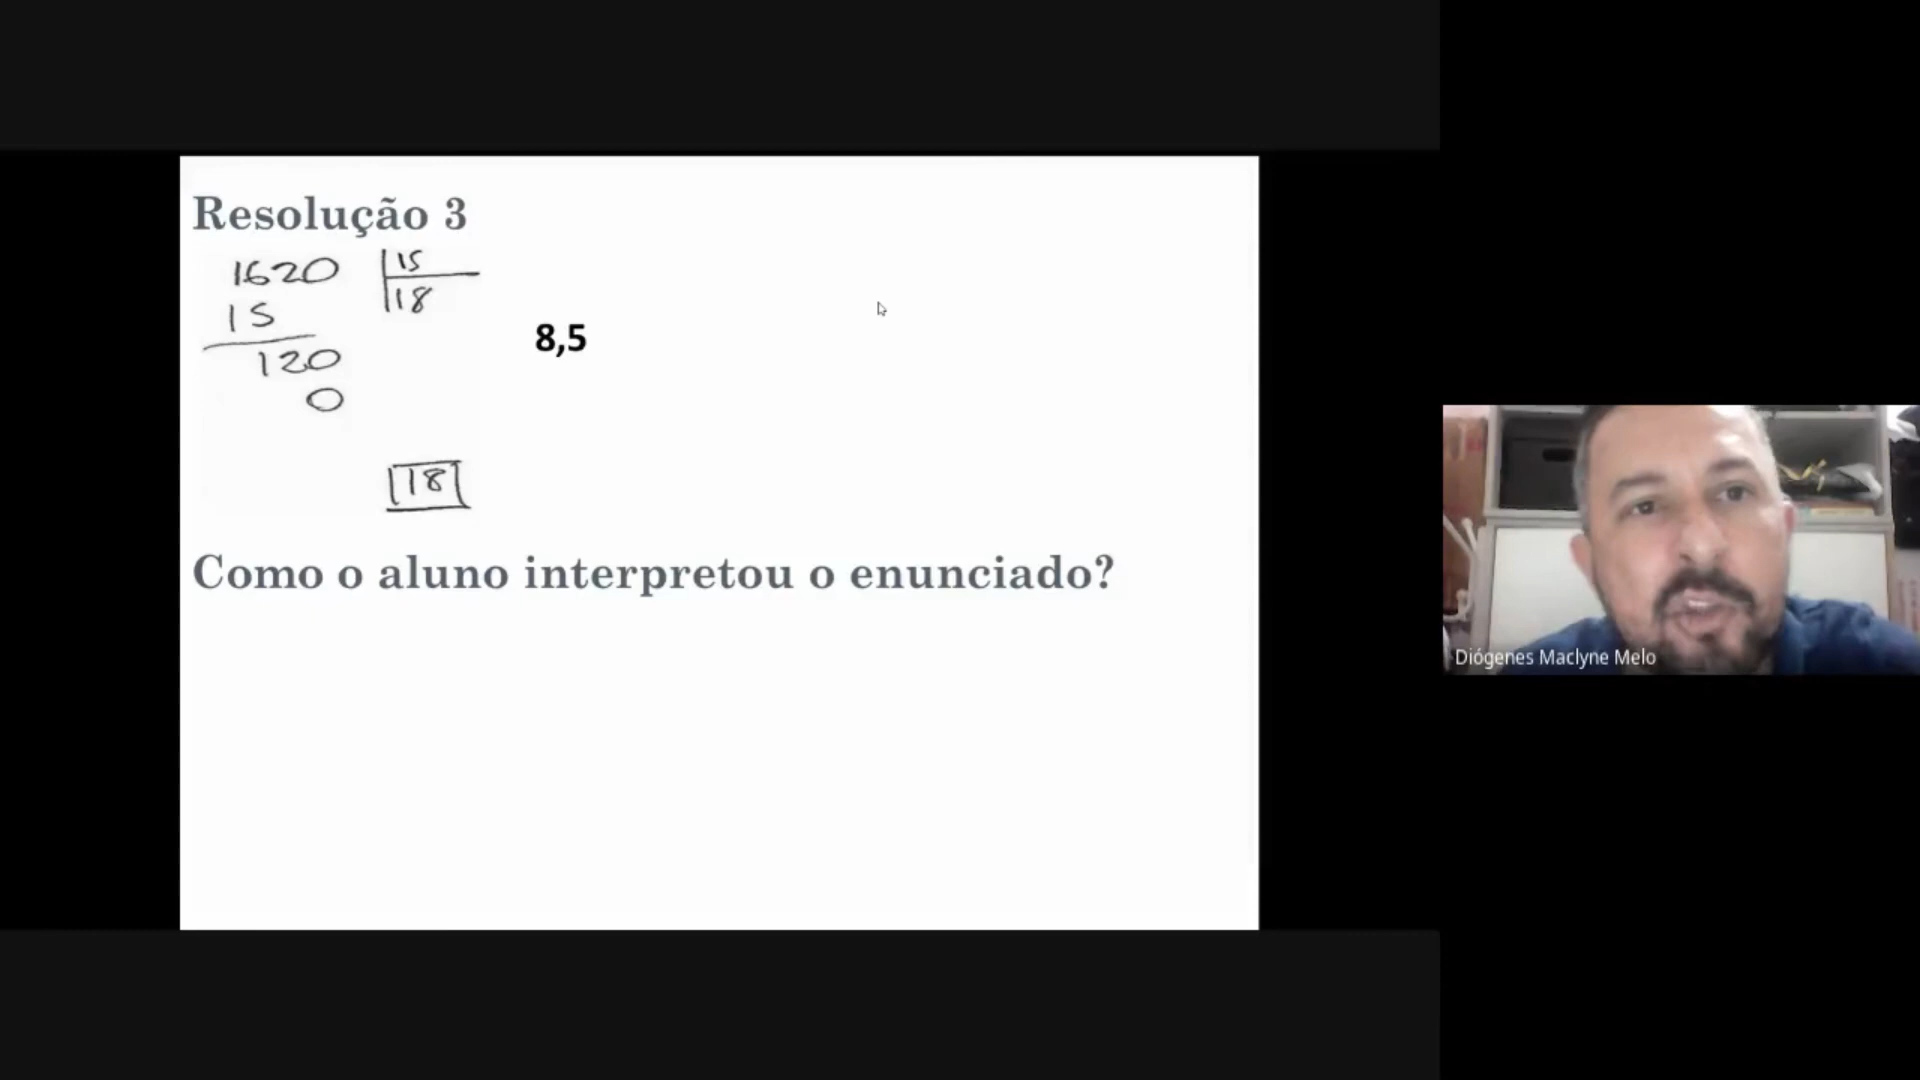 Resolução 3
1620 15
15 18
120
0
8,5
18
Como o aluno interpretou o enunciado?
Diógenes Maclyne Melo